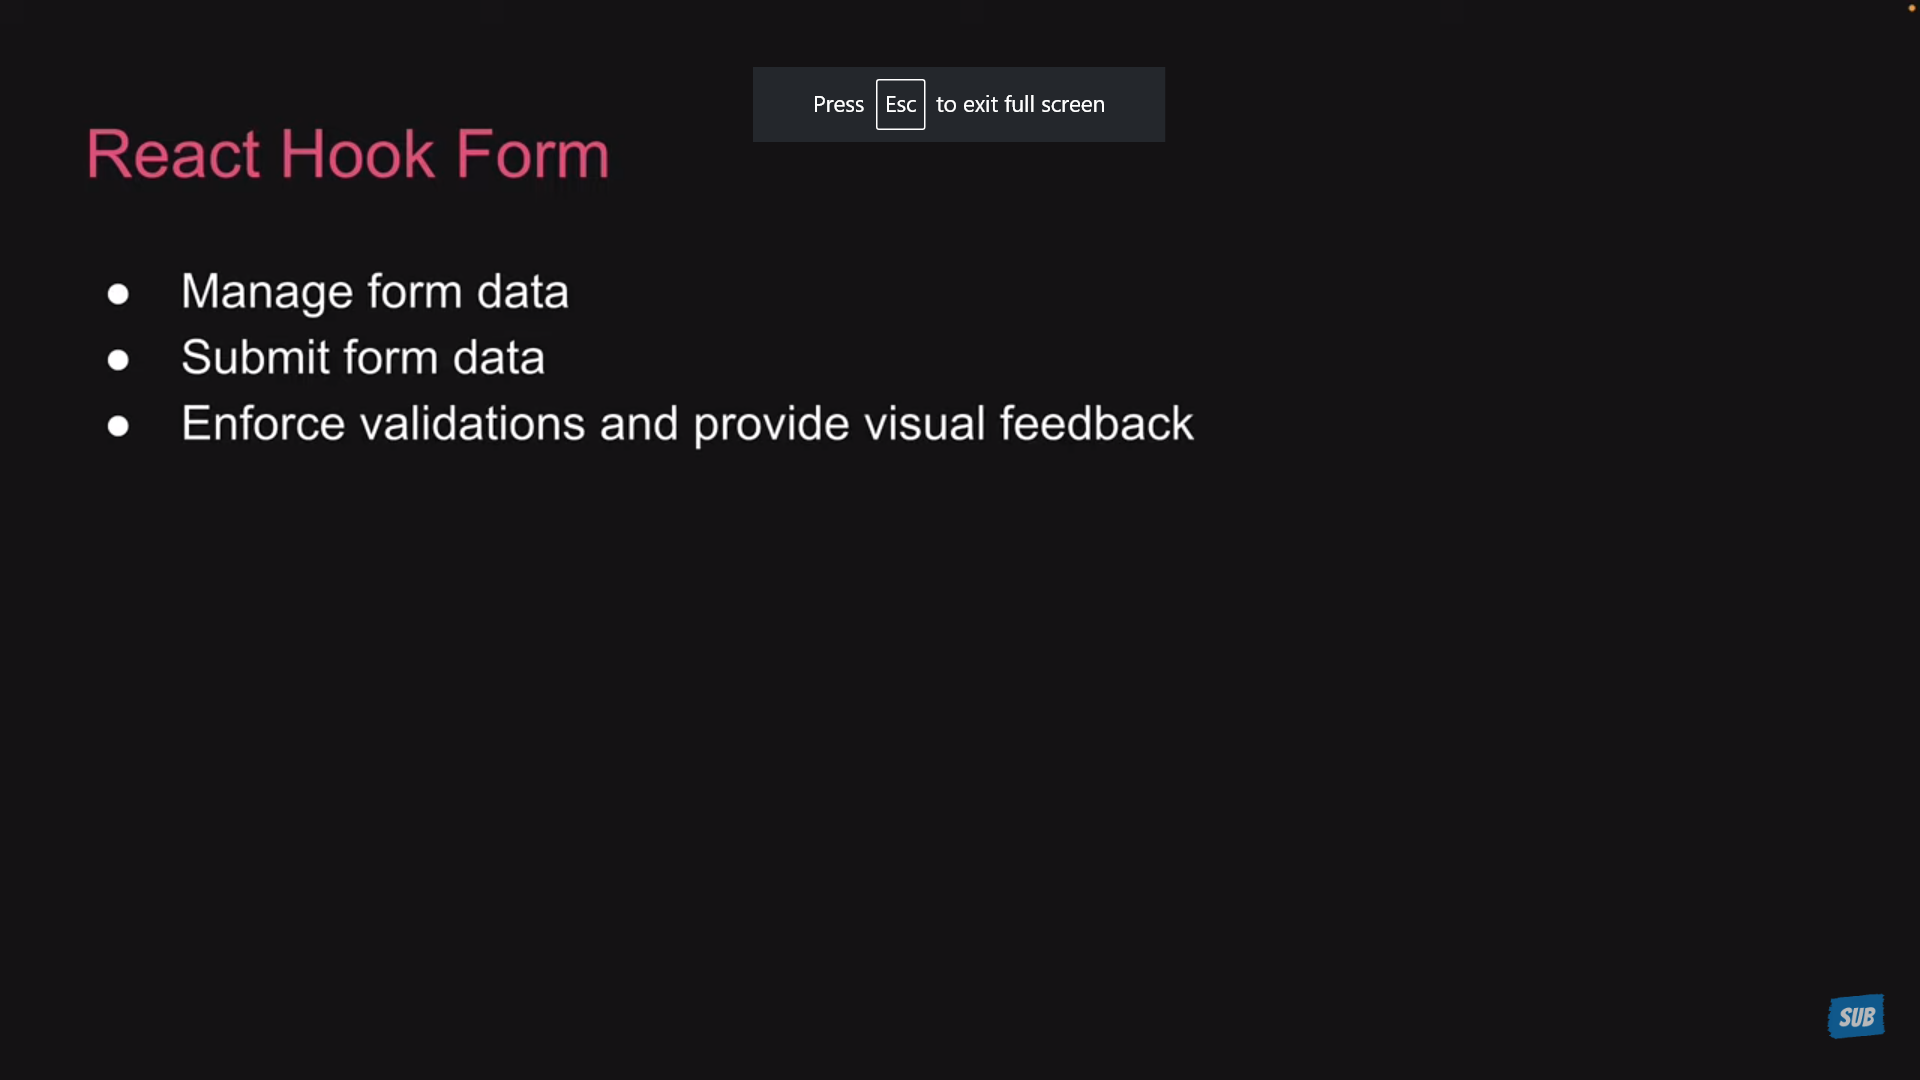 Press Esc to exit full screen
React Hook Form
● Manage form data
● Submit form data
● Enforce validations and provide visual feedback
SUB